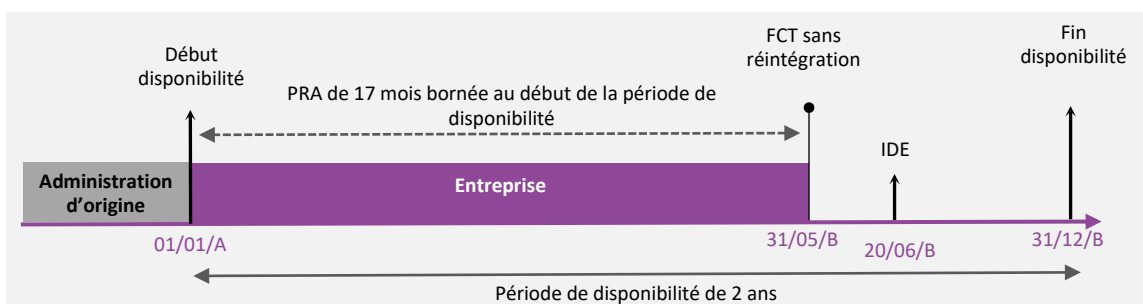 Début
disponibilité
FCT sans
réintégration
Fin
disponibilité
PRA de 17 mois bornée au début de la période de
disponibilité
IDE
Administration
d'origine
Entreprise
01/01/A
31/05/B
20/06/B
31/12/B
Période de disponibilité de 2 ans